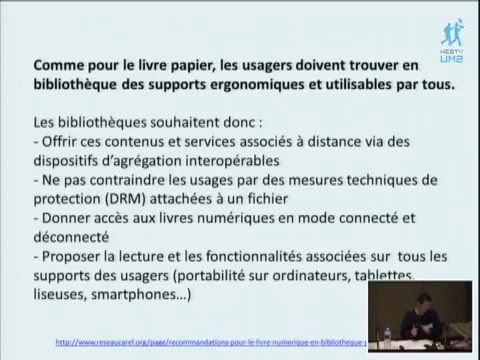 WEBTV
UM2
Comme pour le livre papier, les usagers doivent trouver en
bibliothèque des supports ergonomiques et utilisables par tous.
Les bibliothèques souhaitent donc :
- Offrir ces contenus et services associés à distance via des
dispositifs d’agrégation interopérables
- Ne pas contraindre les usages par des mesures techniques de
protection (DRM) attachées à un fichier
- Donner accès aux livres numériques en mode connecté et
déconnecté
- Proposer la lecture et les fonctionnalités associées sur tous les
supports des usagers (portabilité sur ordinateurs, tablettes,
liseuses, smartphones…)
http://www.reseaucarel.org/page/recommandations-pour-le-livre-numerique-en-bibliotheque-